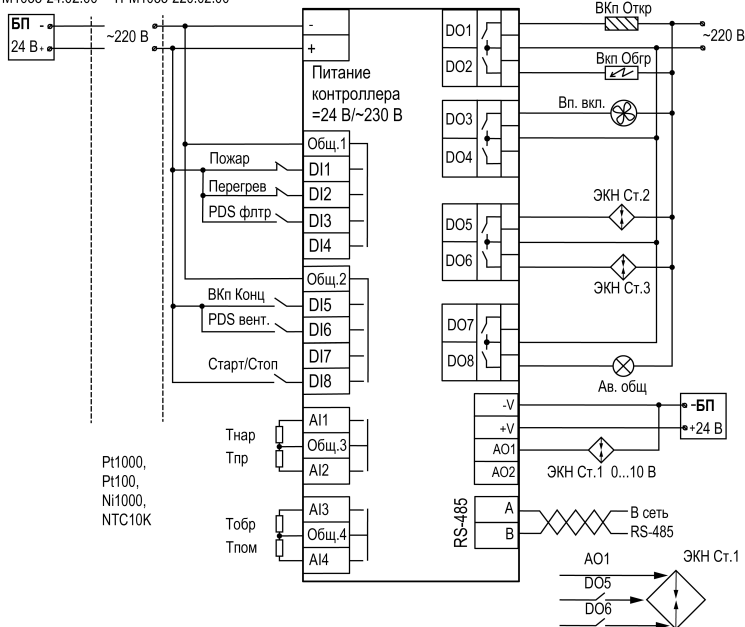 БП -
24 В+
~220 В
-
+
Питание
контроллера
=24 В/~230 В
Общ.1
Пожар
DI1
Перегрев
DI2
PDS флтр
DI3
DI4
Общ.2
ВКп Конц
DI5
PDS вент.
DI6
DI7
Старт/Стоп
DI8
AI1
Тнар
Общ.3
Тпр
AI2
Pt1000,
Pt100,
Ni1000,
NTC10K
AI3
Тобр
Общ.4
Тпом
AI4
ВКп Откр
DO1
~220 В
DO2
Вкп Обгр
Вп. вкл.
DO3
DO4
ЭКН Ст.2
DO5
DO6
ЭКН Ст.3
DO7
DO8
Ав. общ
-V
-БП
+V
+24 В
AO1
AO2
ЭКН Ст.1 0...10 В
RS-485
A
В сеть
B
RS-485
AO1
ЭКН Ст.1
DO5
DO6